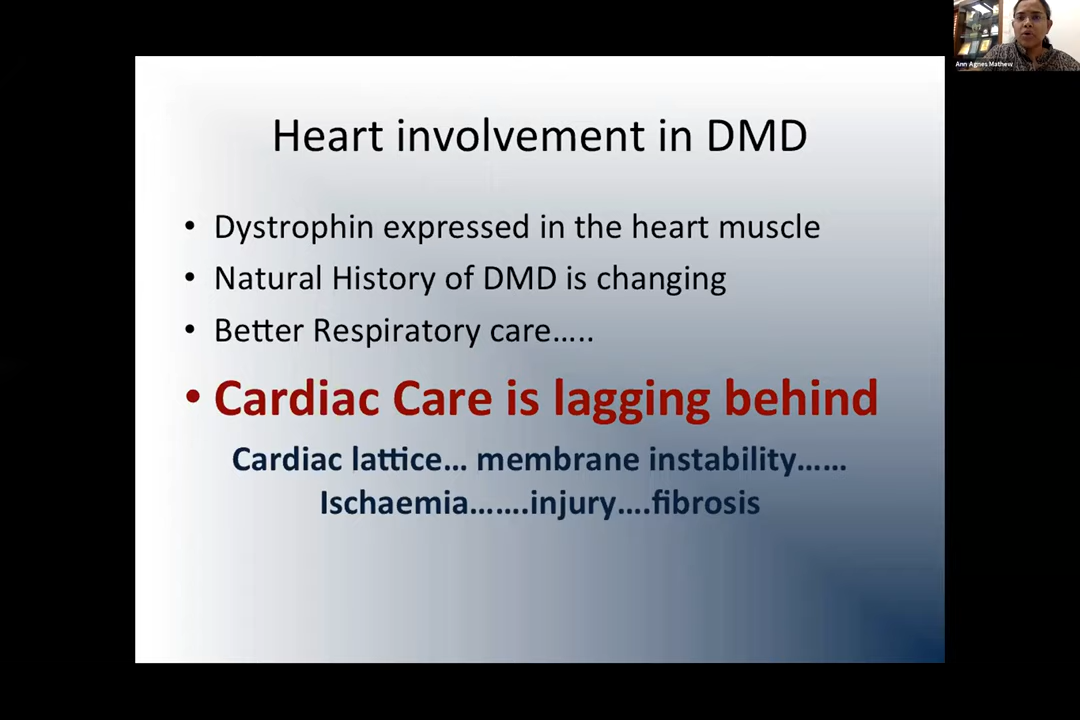 Ann Agnes Mathew
Heart involvement in DMD
• Dystrophin expressed in the heart muscle
• Natural History of DMD is changing
• Better Respiratory care.....
• Cardiac Care is lagging behind
Cardiac lattice... membrane instability......
Ischaemia.......injury....fibrosis